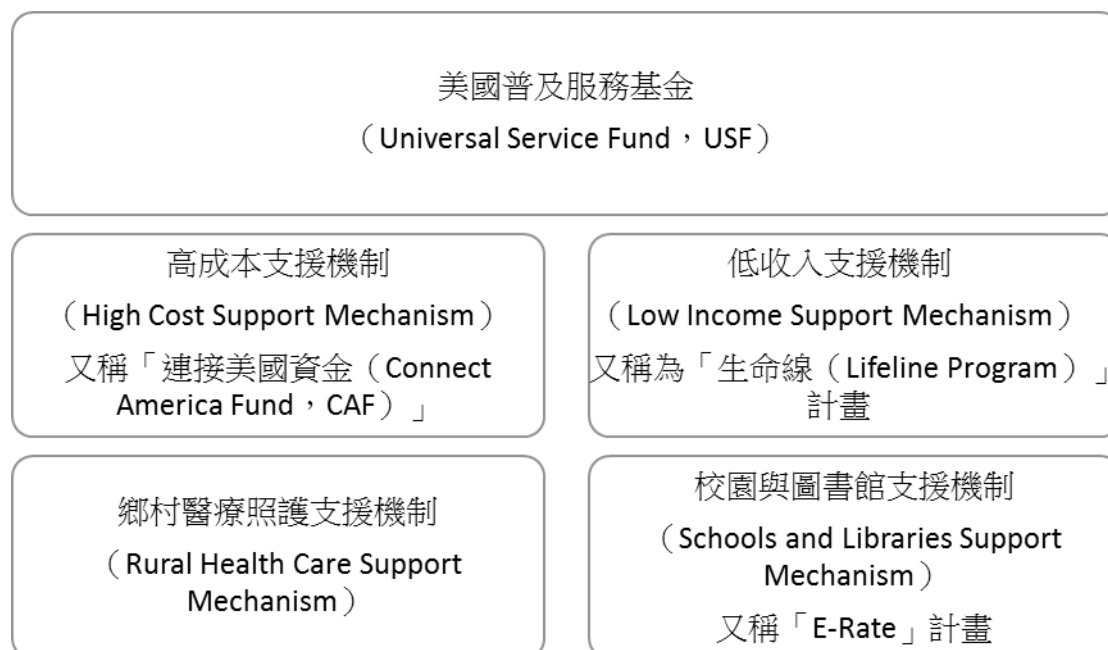 美國普及服務基金
（Universal Service Fund，USF）
高成本支援機制
（High Cost Support Mechanism）
又稱「連接美國資金（Connect
America Fund，CAF）」
低收入支援機制
（Low Income Support Mechanism）
又稱為「生命線（Lifeline Program）」
計畫
鄉村醫療照護支援機制
（Rural Health Care Support
Mechanism）
校園與圖書館支援機制
（Schools and Libraries Support
Mechanism）
又稱「E-Rate」計畫